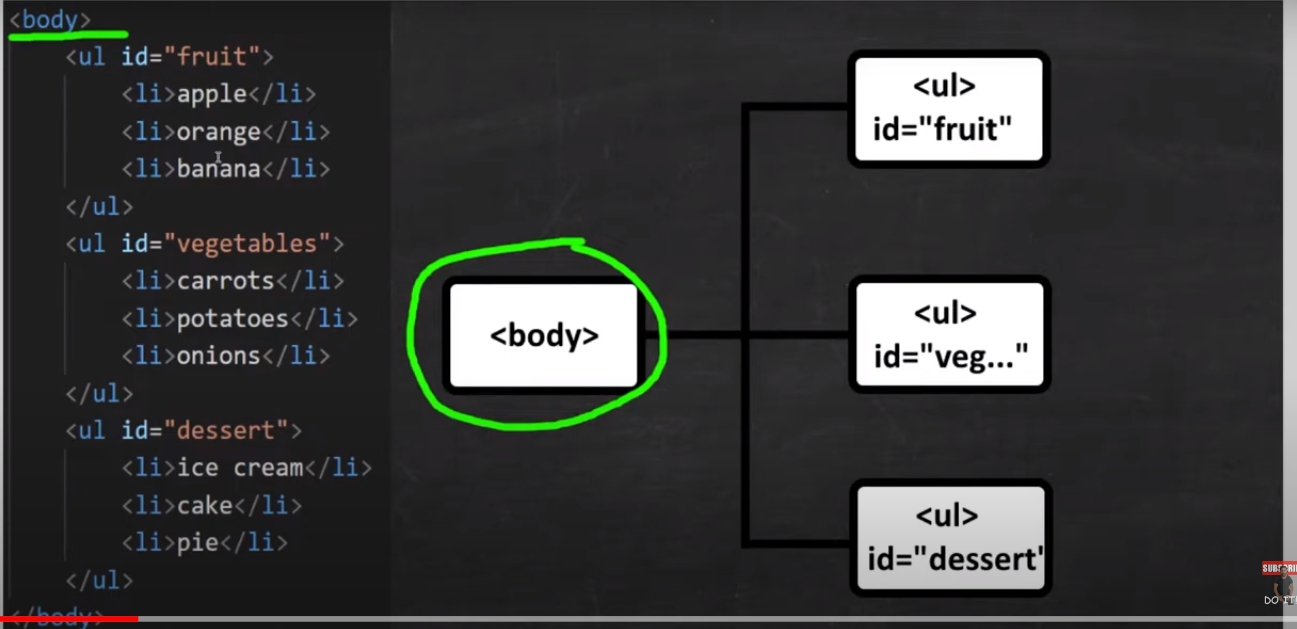 <body>
<ul id="fruit">
<li>apple</li>
<li>orange</li>
<li>banana</li>
</ul>
<ul id="vegetables">
<li>carrots</li>
<li>potatoes</li>
<li>onions</li>
</ul>
<ul id="dessert">
<li>ice cream</li>
<li>cake</li>
<li>pie</li>
</ul>
</body>
<body>
<ul>
id="fruit"
<ul>
id="veg..."
<ul>
id="dessert"
DO IT